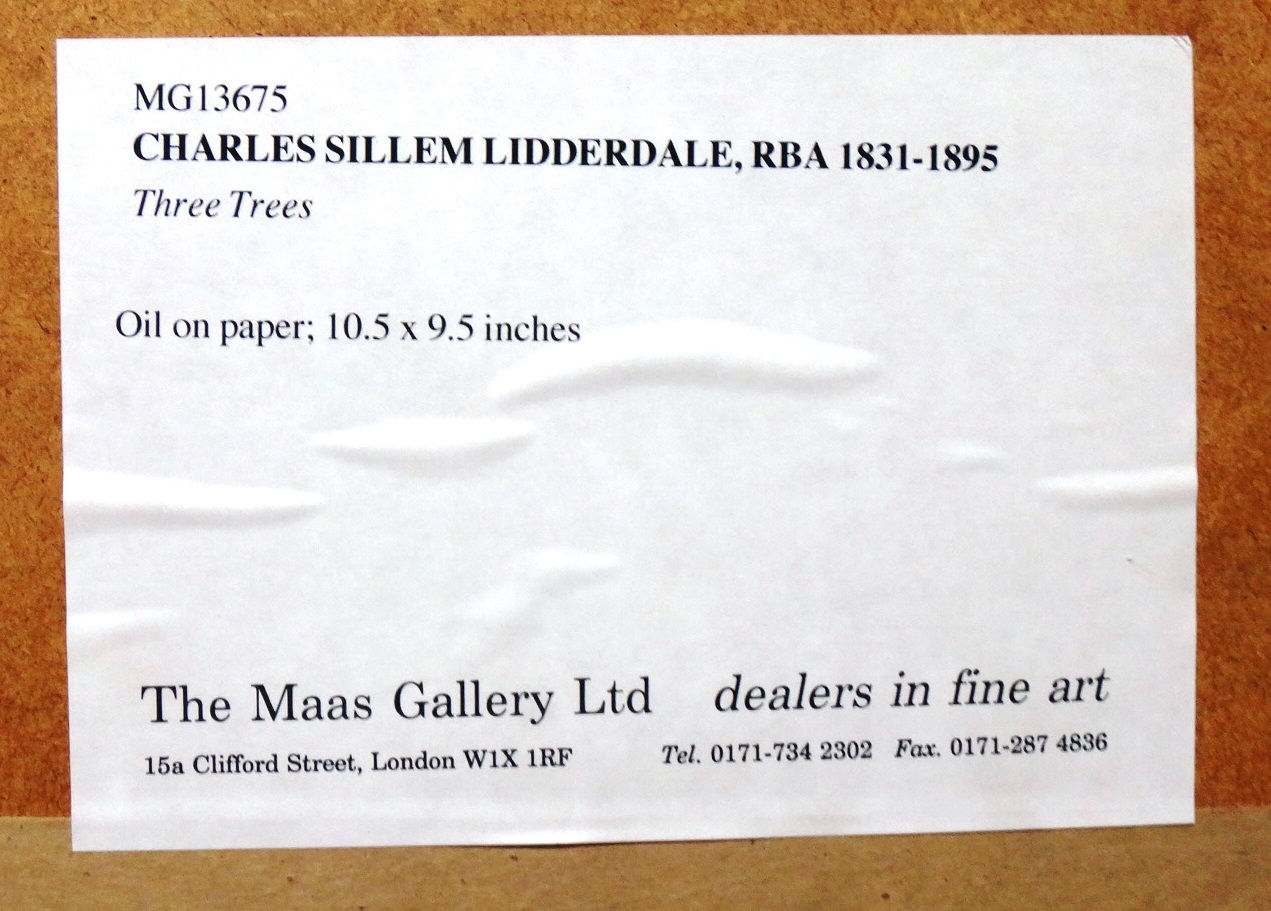 MG13675
CHARLES SILLEM LIDDERDALE, RBA 1831-1895
Three Trees
Oil on paper; 10.5 x 9.5 inches
The Maas Gallery Ltd dealers in fine art
15a Clifford Street, London W1X 1RF Tel. 0171-734 2302 Fax. 0171-287 4836